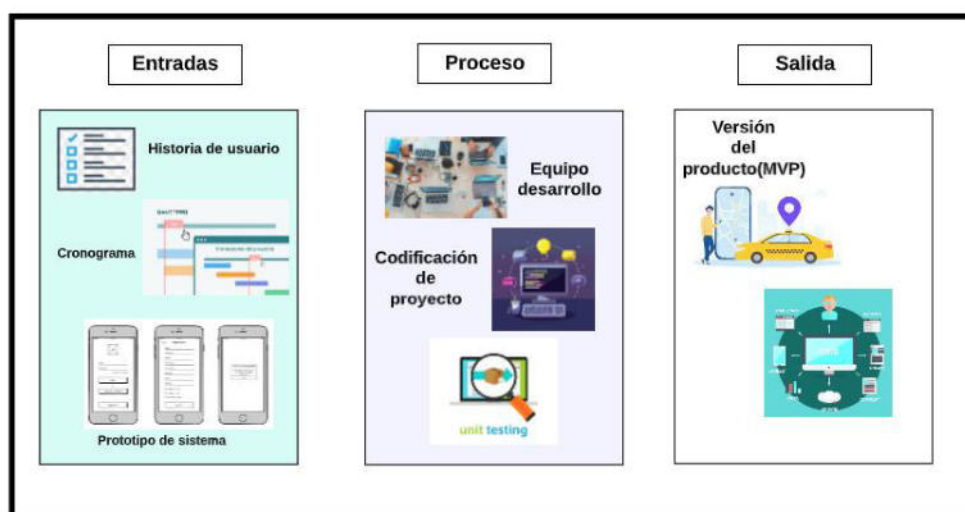 Entradas
Historia de usuario
Cronograma
Prototipo de sistema
Proceso
Equipo
desarrollo
Codificación
de
proyecto
unit testing
Salida
Versión
del
producto(MVP)